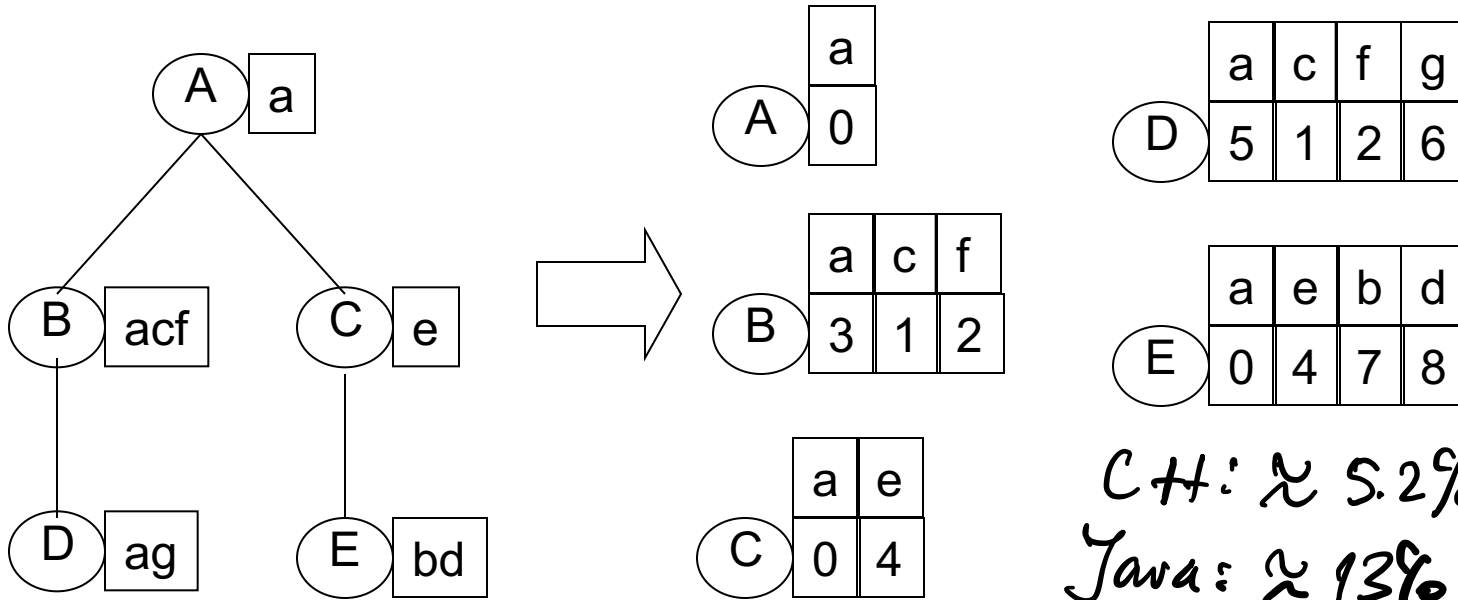 A a
B acf
C e
D ag
E bd
a
A 0
a c f
B 3 1 2
a e
C 0 4
a c f g
D 5 1 2 6
a e b d
E 0 4 7 8
CH: ≈ 5.2%
Java: ≈ 13%